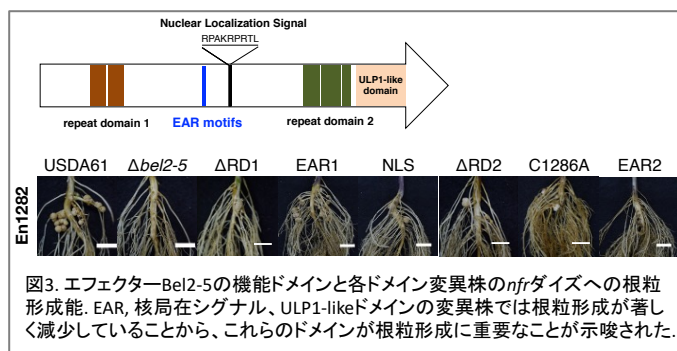 Nuclear Localization Signal
RPAKRPRTL
ULP1-like
domain
repeat domain 1
EAR motifs
repeat domain 2
USDA61 Δbel2-5 ΔRD1 EAR1 NLS ΔRD2 C1286A EAR2
En1282
図3. エフェクターBel2-5の機能ドメインと各ドメイン変異株のnfrダイズへの根粒
形成能. EAR, 核局在シグナル、ULP1-likeドメインの変異株では根粒形成が著し
く減少していることから、これらのドメインが根粒形成に重要なことが示唆された.